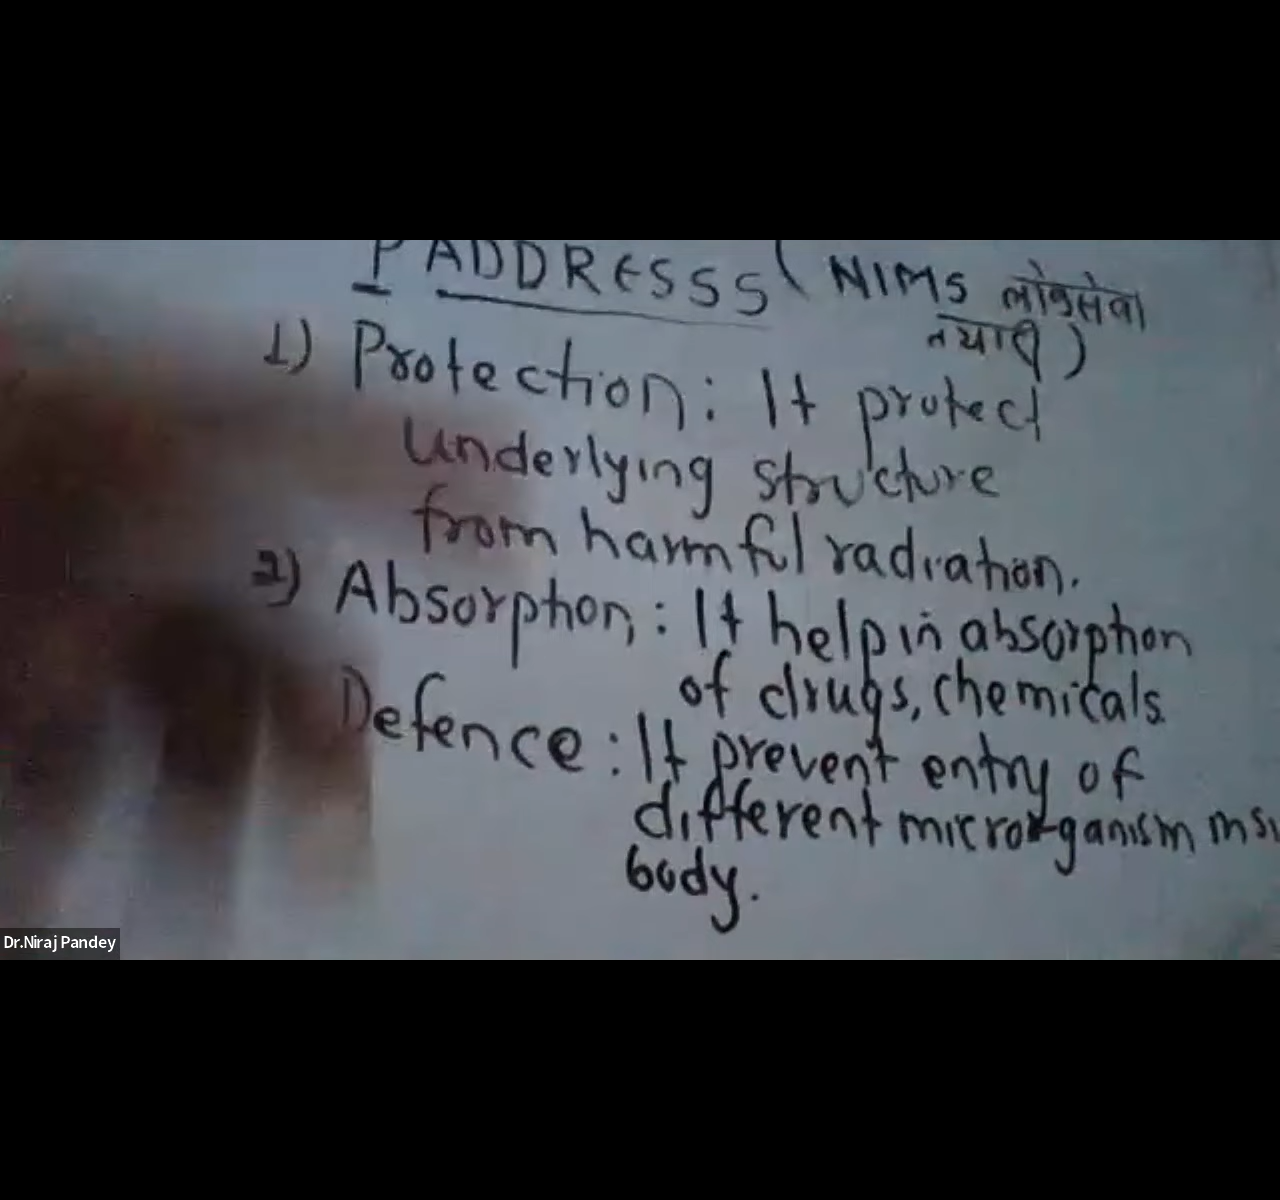 P ADDRESSS ( NIMS लोकसेवा
तयारी )
1) Protection : It protect
underlying structure
from harmful radiation.
2) Absorption : It help in absorption
of drugs, chemicals.
Defence : It prevent entry of
different microrganism
body.
Dr.Niraj Pandey